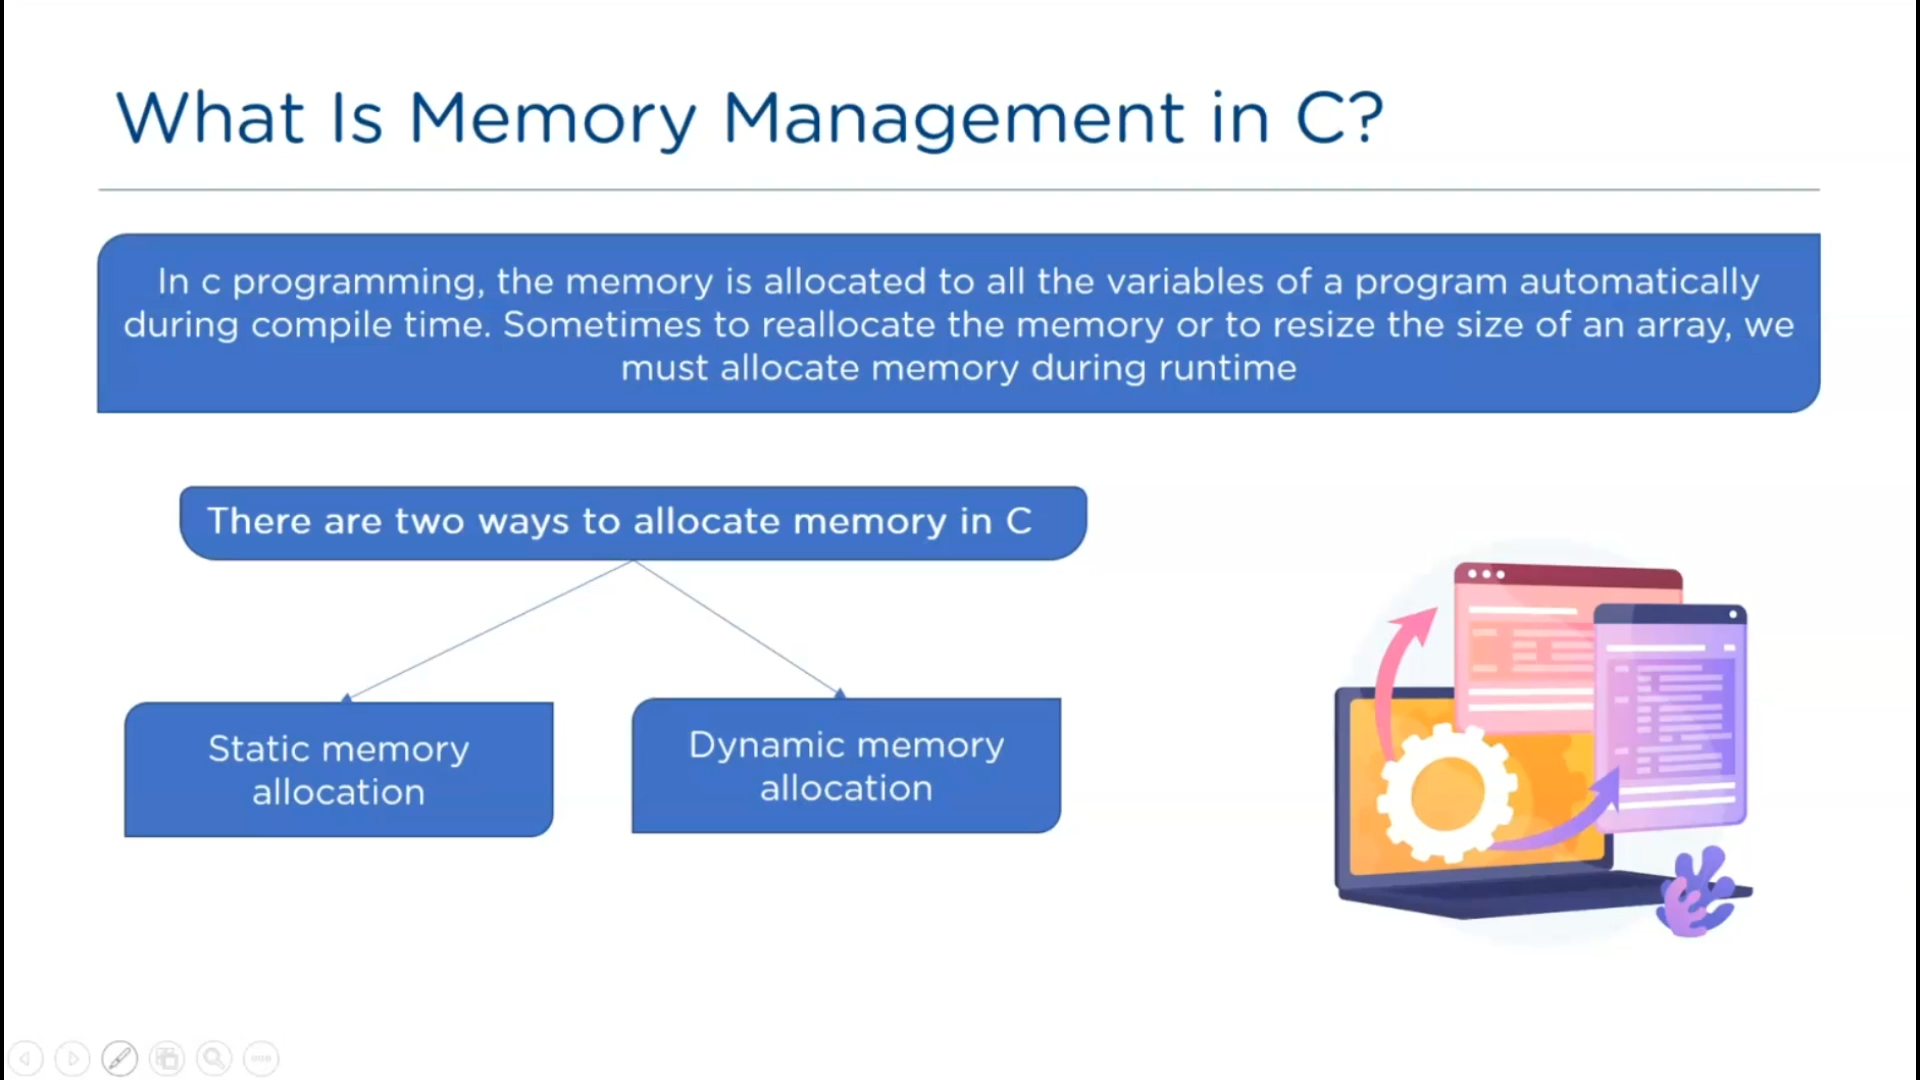 What Is Memory Management in C?
In c programming, the memory is allocated to all the variables of a program automatically
during compile time. Sometimes to reallocate the memory or to resize the size of an array, we
must allocate memory during runtime
There are two ways to allocate memory in C
Static memory
allocation
Dynamic memory
allocation